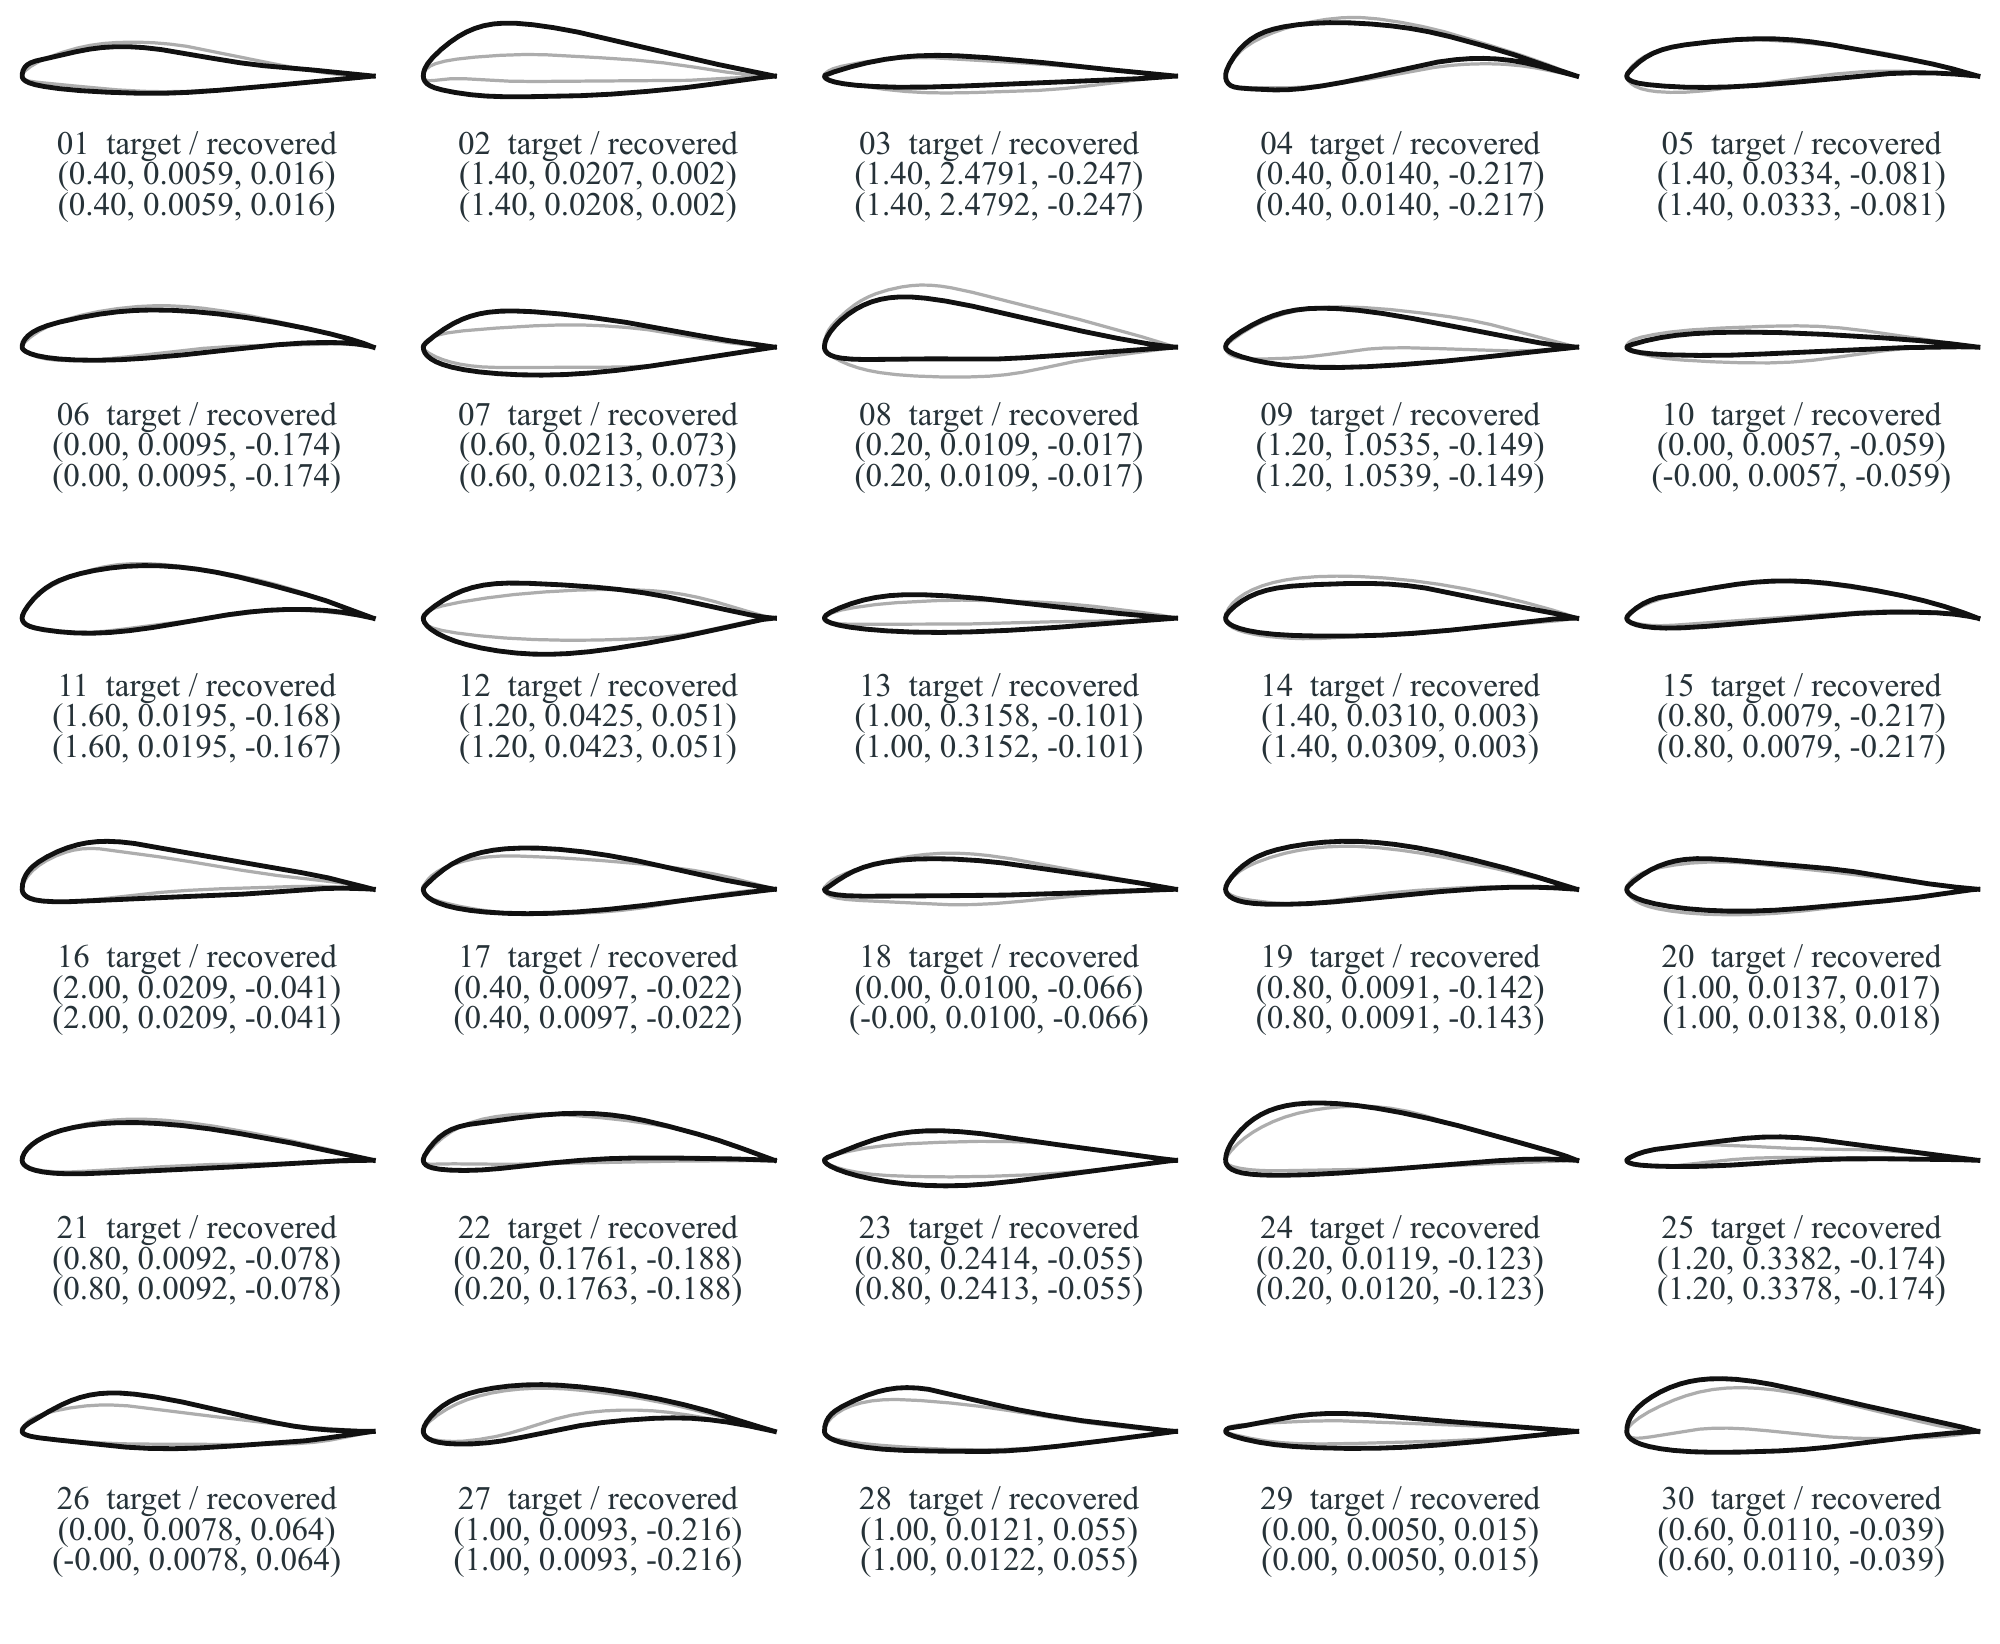 01 target / recovered
(0.40, 0.0059, 0.016)
(0.40, 0.0059, 0.016)
02 target / recovered
(1.40, 0.0207, 0.002)
(1.40, 0.0208, 0.002)
03 target / recovered
(1.40, 2.4791, -0.247)
(1.40, 2.4792, -0.247)
04 target / recovered
(0.40, 0.0140, -0.217)
(0.40, 0.0140, -0.217)
05 target / recovered
(1.40, 0.0334, -0.081)
(1.40, 0.0333, -0.081)
06 target / recovered
(0.00, 0.0095, -0.174)
(0.00, 0.0095, -0.174)
07 target / recovered
(0.60, 0.0213, 0.073)
(0.60, 0.0213, 0.073)
08 target / recovered
(0.20, 0.0109, -0.017)
(0.20, 0.0109, -0.017)
09 target / recovered
(1.20, 1.0535, -0.149)
(1.20, 1.0539, -0.149)
10 target / recovered
(0.00, 0.0057, -0.059)
(-0.00, 0.0057, -0.059)
11 target / recovered
(1.60, 0.0195, -0.168)
(1.60, 0.0195, -0.167)
12 target / recovered
(1.20, 0.0425, 0.051)
(1.20, 0.0423, 0.051)
13 target / recovered
(1.00, 0.3158, -0.101)
(1.00, 0.3152, -0.101)
14 target / recovered
(1.40, 0.0310, 0.003)
(1.40, 0.0309, 0.003)
15 target / recovered
(0.80, 0.0079, -0.217)
(0.80, 0.0079, -0.217)
16 target / recovered
(2.00, 0.0209, -0.041)
(2.00, 0.0209, -0.041)
17 target / recovered
(0.40, 0.0097, -0.022)
(0.40, 0.0097, -0.022)
18 target / recovered
(0.00, 0.0100, -0.066)
(-0.00, 0.0100, -0.066)
19 target / recovered
(0.80, 0.0091, -0.142)
(0.80, 0.0091, -0.143)
20 target / recovered
(1.00, 0.0137, 0.017)
(1.00, 0.0138, 0.018)
21 target / recovered
(0.80, 0.0092, -0.078)
(0.80, 0.0092, -0.078)
22 target / recovered
(0.20, 0.1761, -0.188)
(0.20, 0.1763, -0.188)
23 target / recovered
(0.80, 0.2414, -0.055)
(0.80, 0.2413, -0.055)
24 target / recovered
(0.20, 0.0119, -0.123)
(0.20, 0.0120, -0.123)
25 target / recovered
(1.20, 0.3382, -0.174)
(1.20, 0.3378, -0.174)
26 target / recovered
(0.00, 0.0078, 0.064)
(-0.00, 0.0078, 0.064)
27 target / recovered
(1.00, 0.0093, -0.216)
(1.00, 0.0093, -0.216)
28 target / recovered
(1.00, 0.0121, 0.055)
(1.00, 0.0122, 0.055)
29 target / recovered
(0.00, 0.0050, 0.015)
(0.00, 0.0050, 0.015)
30 target / recovered
(0.60, 0.0110, -0.039)
(0.60, 0.0110, -0.039)